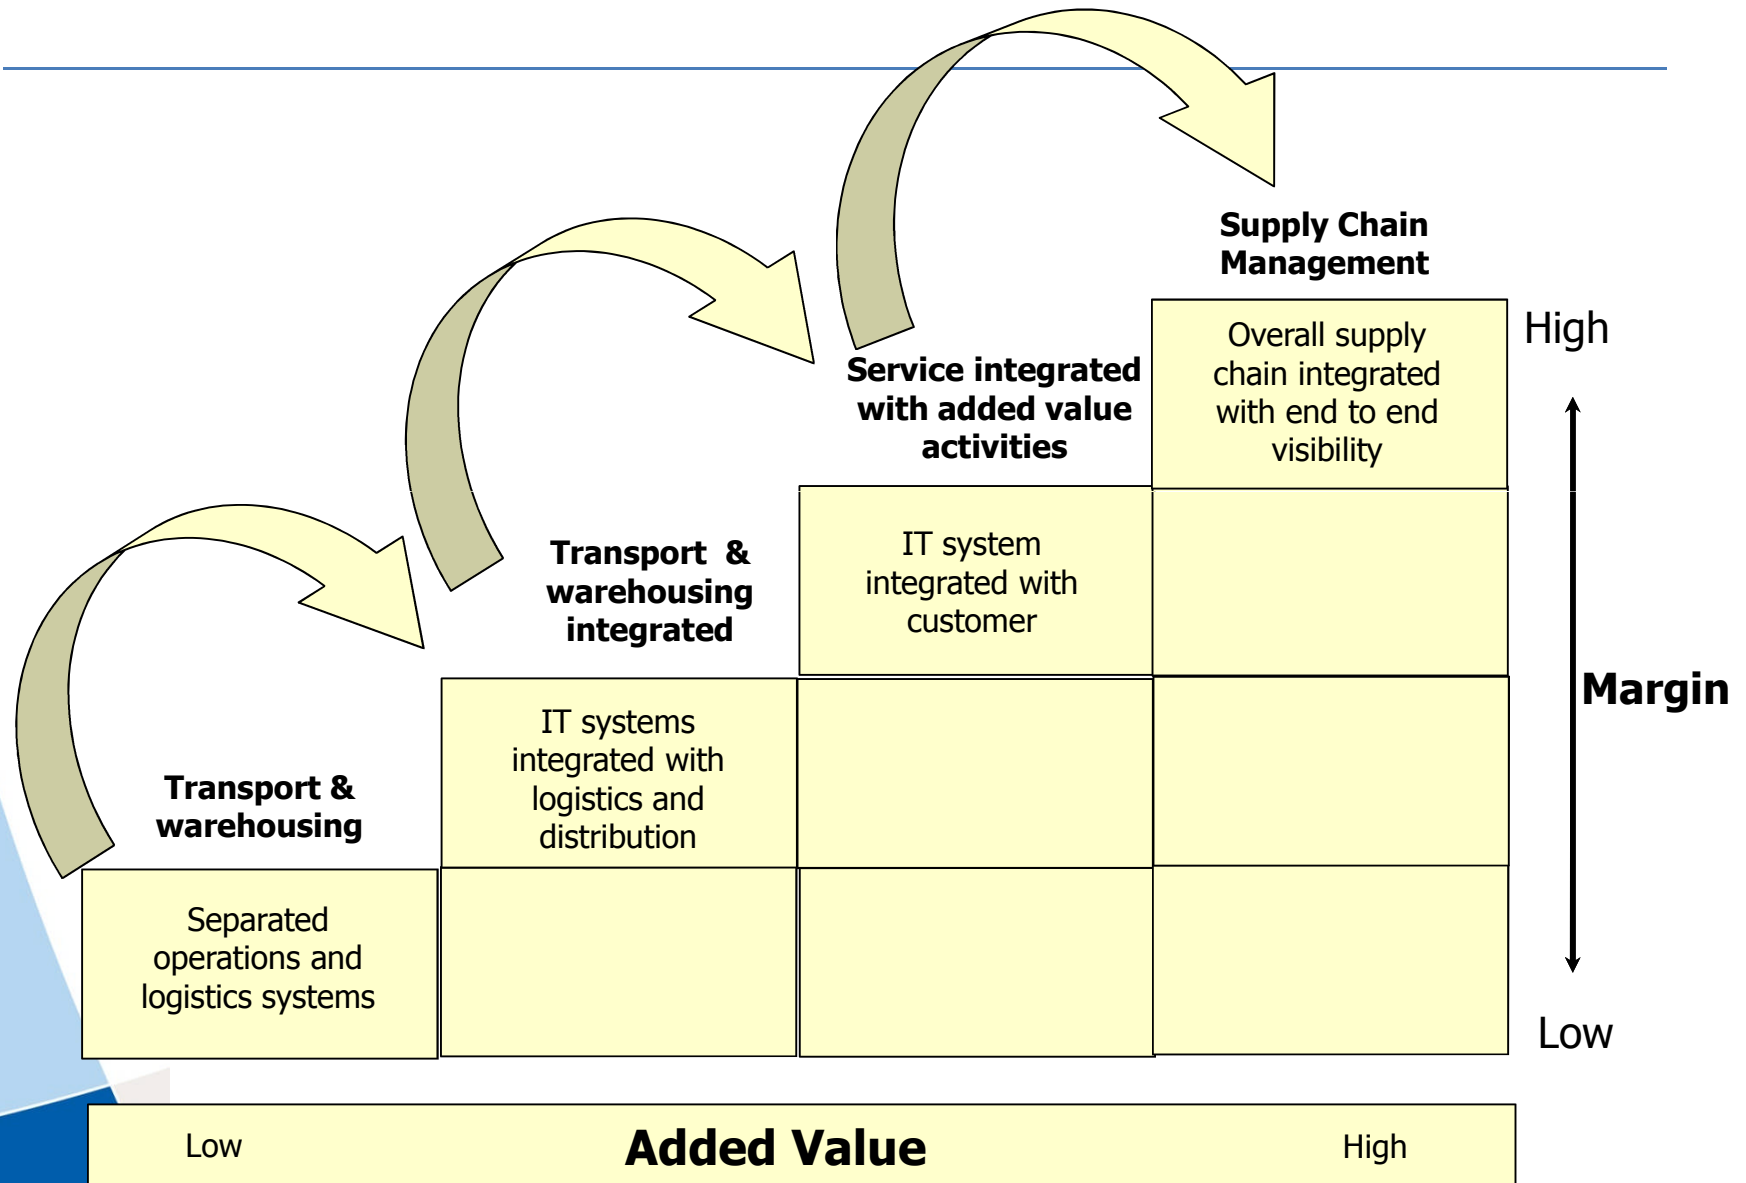 Supply Chain
Management
Overall supply
chain integrated
with end to end
visibility
High
Service integrated
with added value
activities
IT system
integrated with
customer
Transport &
warehousing
integrated
IT systems
integrated with
logistics and
distribution
Margin
Transport &
warehousing
Separated
operations and
logistics systems
Low
Low
Added Value
High